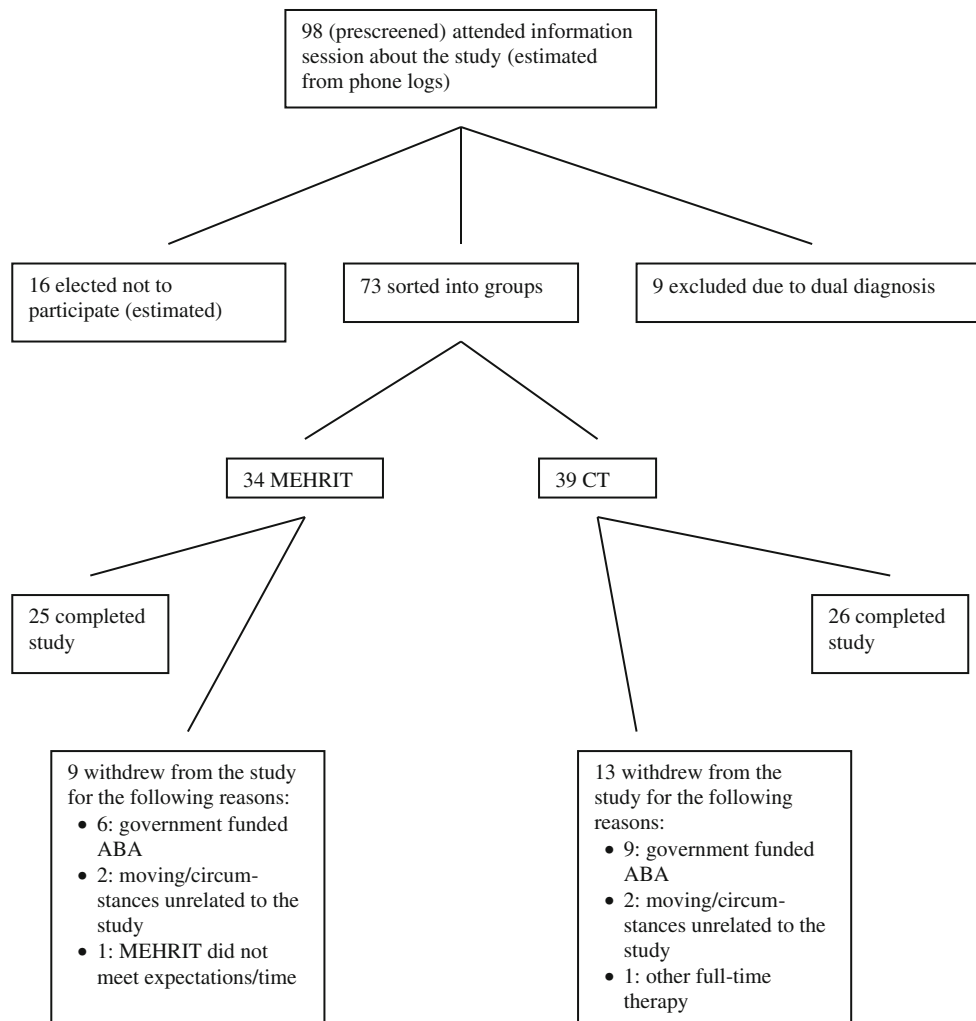 98 (prescreened) attended information
session about the study (estimated
from phone logs)
16 elected not to
participate (estimated)
73 sorted into groups
9 excluded due to dual diagnosis
34 MEHRIT
39 CT
25 completed
study
26 completed
study
9 withdrew from the study
for the following reasons:
• 6: government funded
ABA
• 2: moving/circum-
stances unrelated to the
study
• 1: MEHRIT did not
meet expectations/time
13 withdrew from the
study for the following
reasons:
• 9: government funded
ABA
• 2: moving/circum-
stances unrelated to the
study
• 1: other full-time
therapy